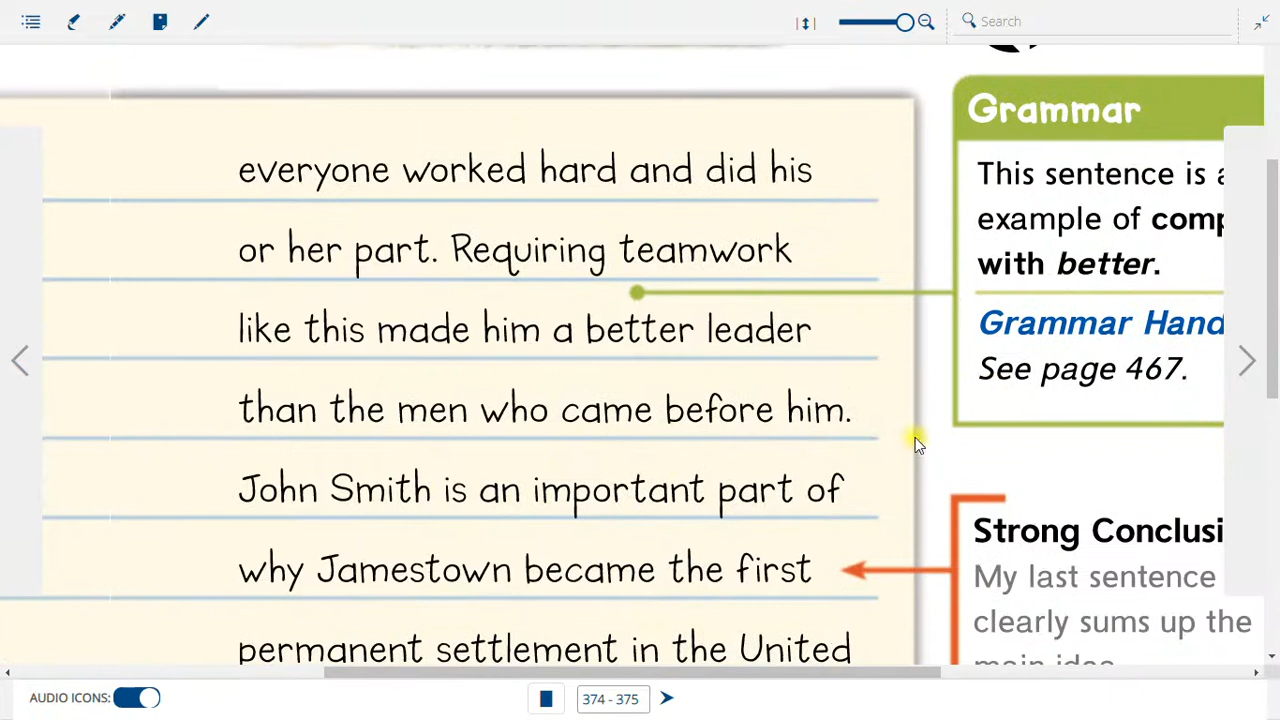 Search
everyone worked hard and did his
or her part. Requiring teamwork
like this made him a better leader
than the men who came before him.
John Smith is an important part of
why Jamestown became the first
permanent settlement in the United
Grammar
This sentence is a
example of comp
with better.
Grammar Hand
See page 467.
Strong Conclusi
My last sentence
clearly sums up the
main idea
AUDIO ICONS:
374 - 375